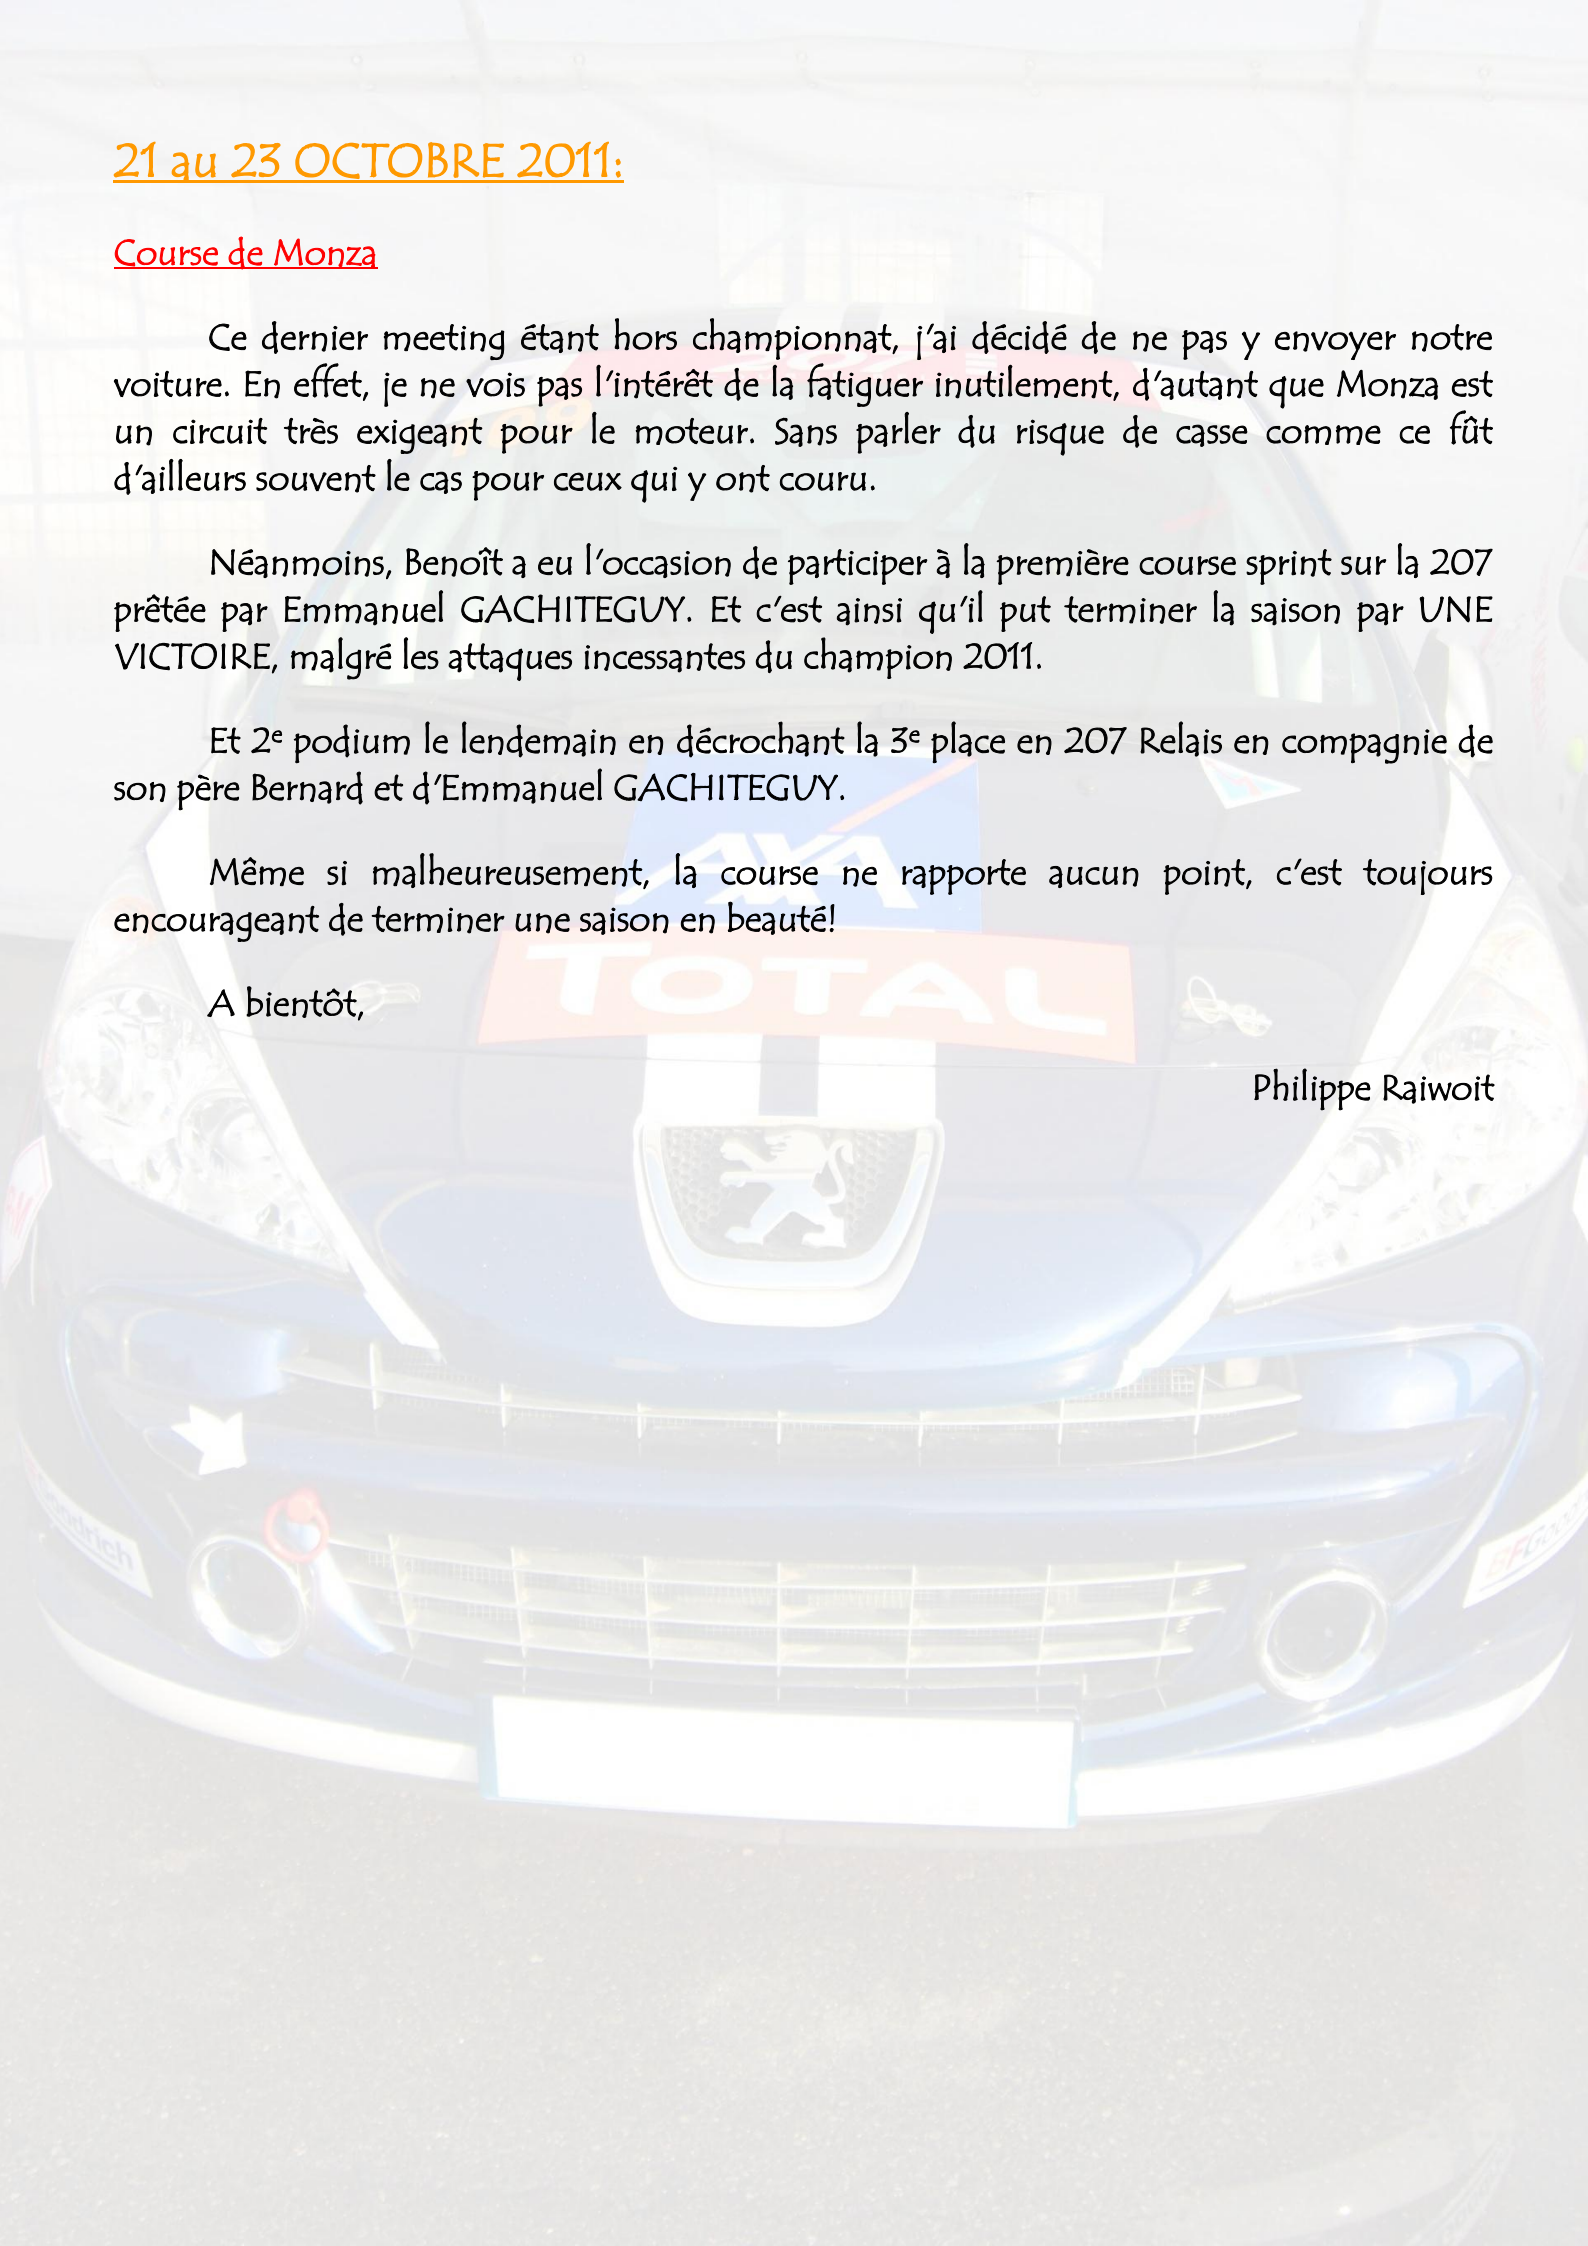 21 au 23 OCTOBRE 2011:
Course de Monza
Ce dernier meeting étant hors championnat, j'ai décidé de ne pas y envoyer notre
voiture. En effet, je ne vois pas l'intérêt de la fatiguer inutilement, d'autant que Monza est
un circuit très exigeant pour le moteur. Sans parler du risque de casse comme ce fût
d'ailleurs souvent le cas pour ceux qui y ont couru.
Néanmoins, Benoît a eu l'occasion de participer à la première course sprint sur la 207
prêtée par Emmanuel GACHITEGUY. Et c'est ainsi qu'il put terminer la saison par UNE
VICTOIRE, malgré les attaques incessantes du champion 2011.
Et 2e podium le lendemain en décrochant la 3e place en 207 Relais en compagnie de
son père Bernard et d'Emmanuel GACHITEGUY.
Même si malheureusement, la course ne rapporte aucun point, c'est toujours
encourageant de terminer une saison en beauté!
A bientôt,
Philippe Raiwoit
207
AXA
TOTAL